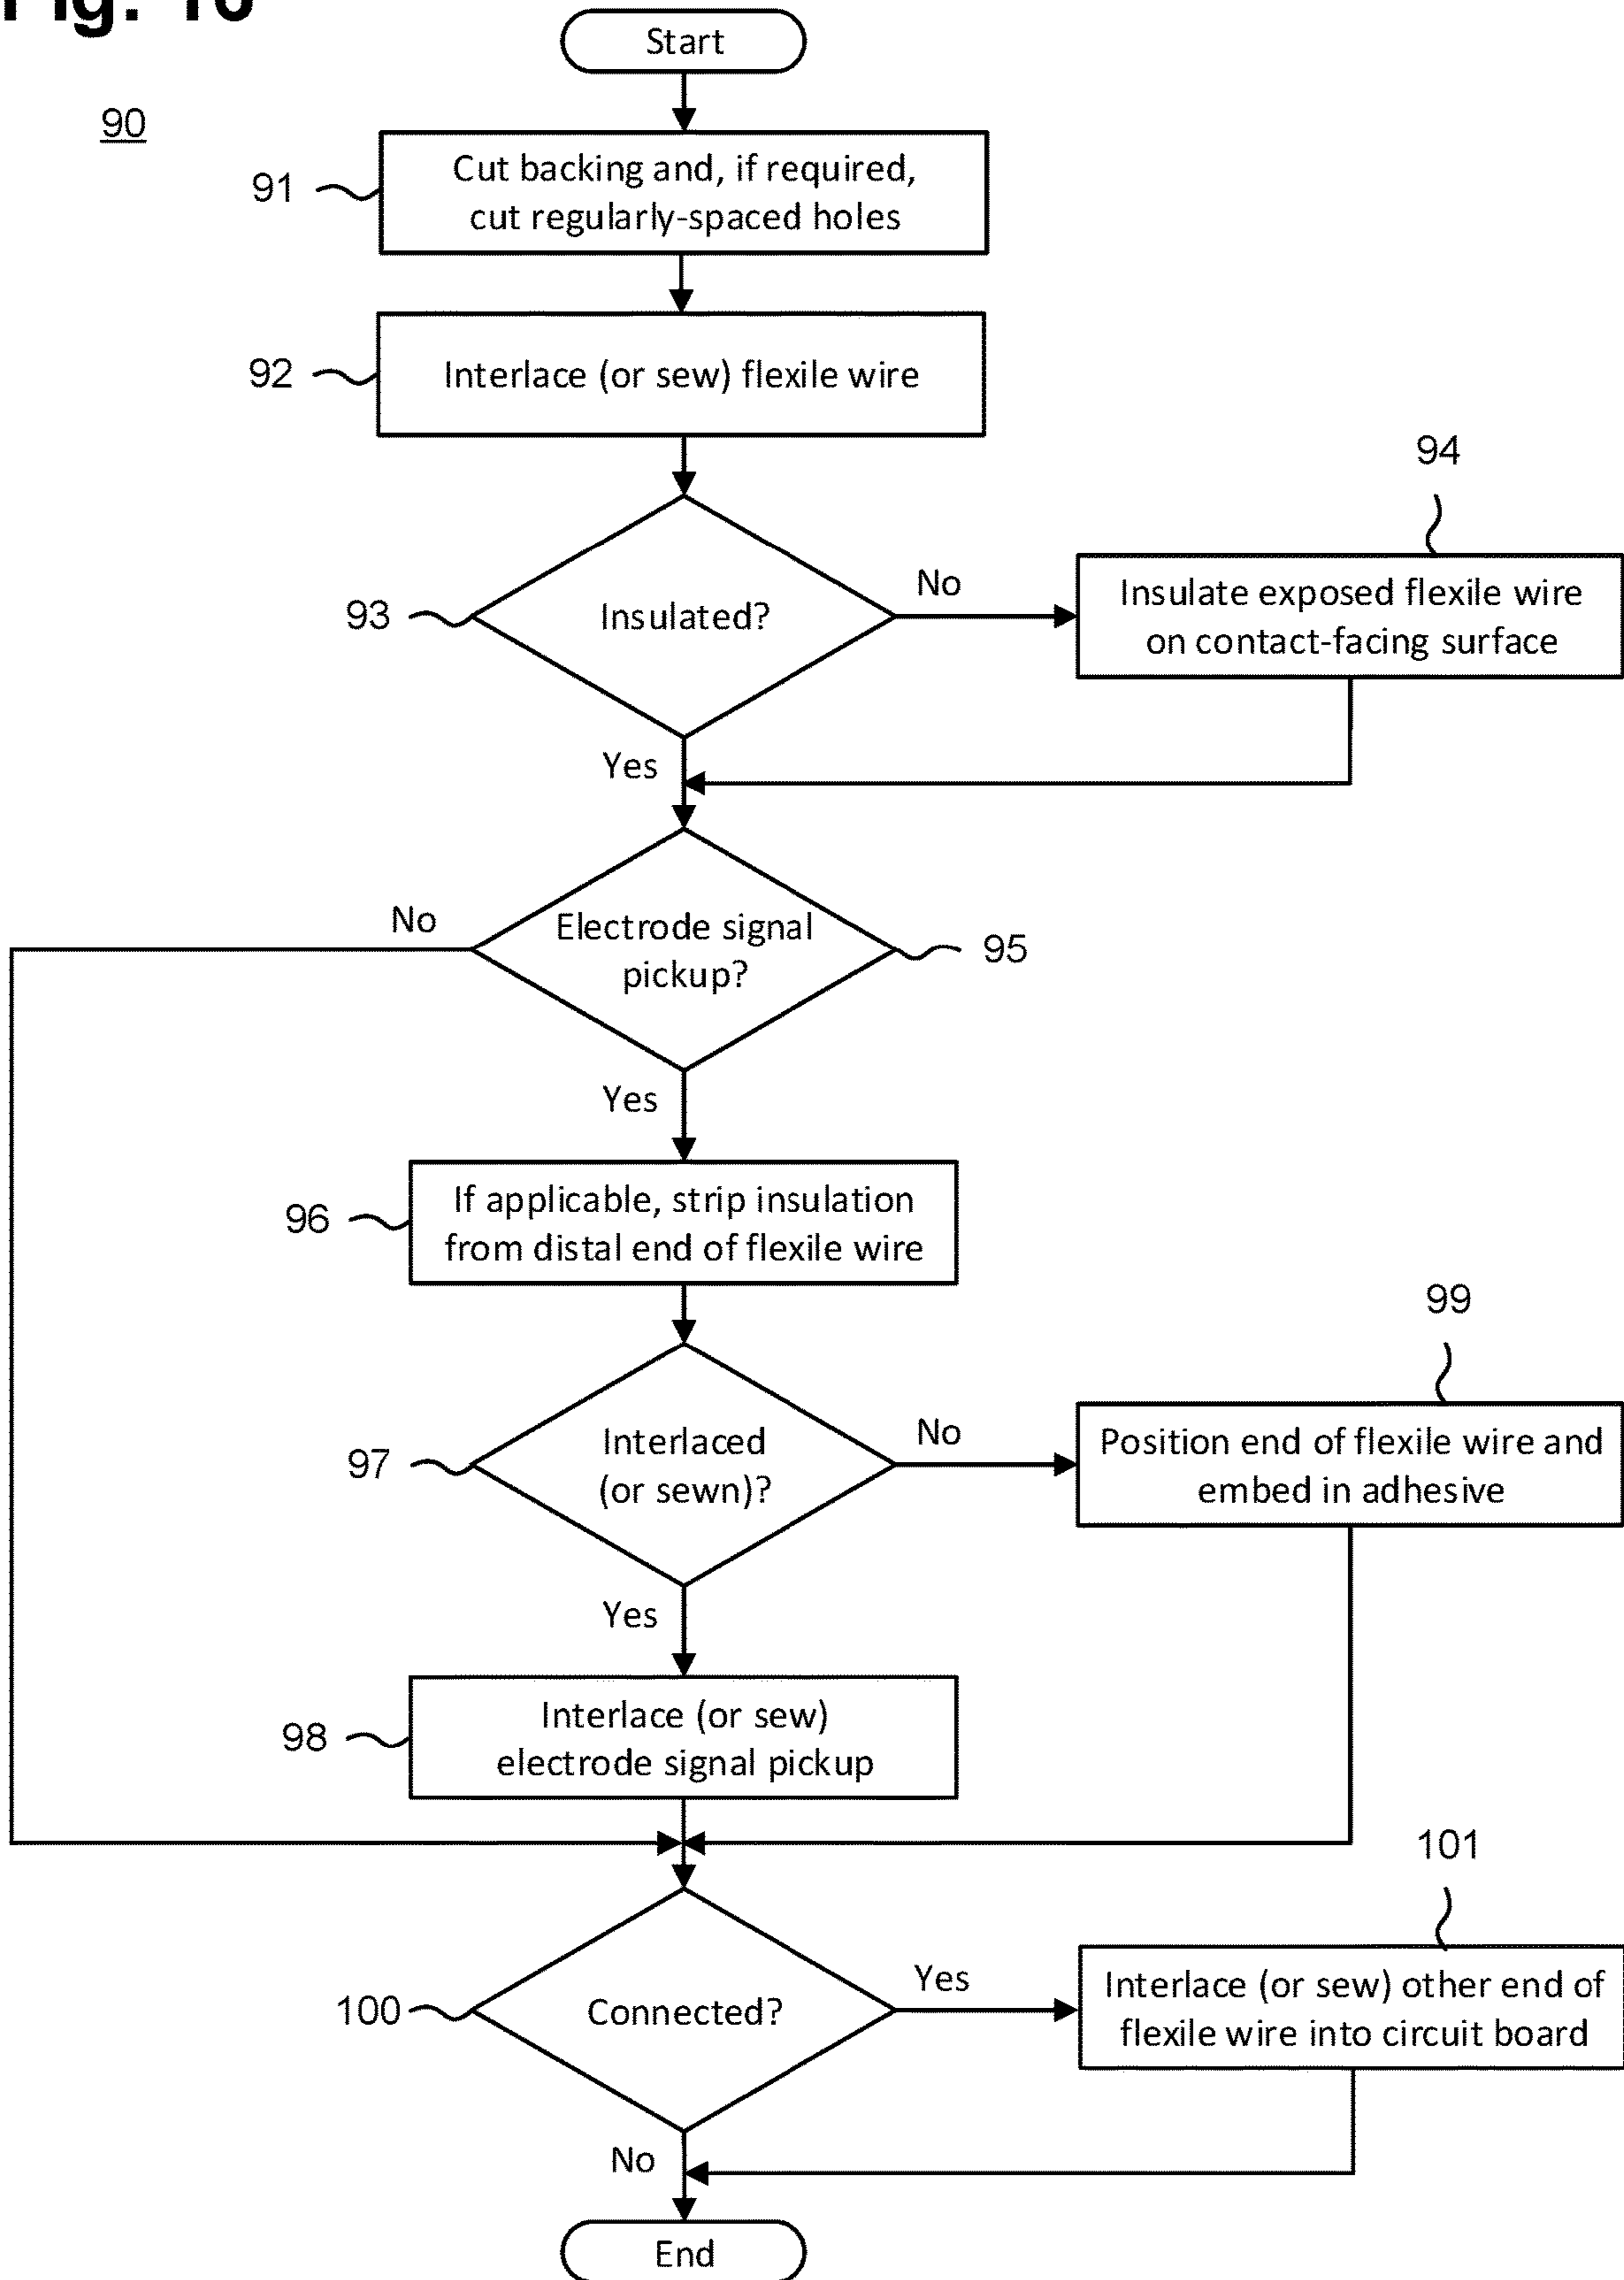 Start
90
91
Cut backing and, if required,
cut regularly-spaced holes
92
Interlace (or sew) flexile wire
94
93
Insulated?
No
Insulate exposed flexile wire
on contact-facing surface
Yes
No
Electrode signal
pickup?
95
Yes
96
If applicable, strip insulation
from distal end of flexile wire
99
97
Interlaced
(or sewn)?
No
Position end of flexile wire and
embed in adhesive
Yes
98
Interlace (or sew)
electrode signal pickup
101
100
Connected?
Yes
Interlace (or sew) other end of
flexile wire into circuit board
No
End